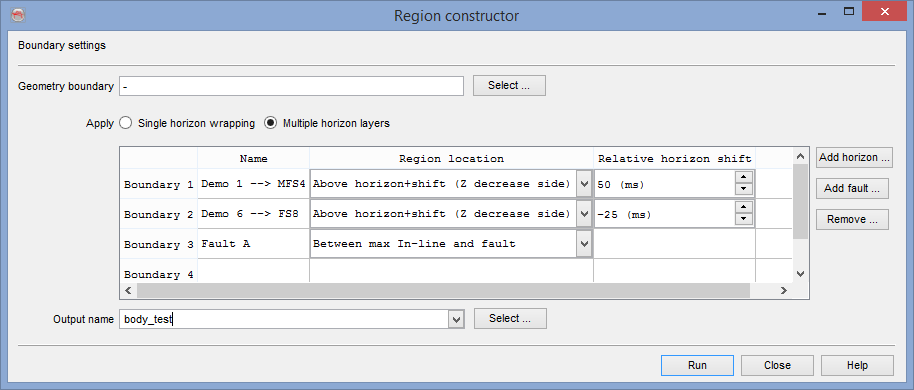 Region constructor
Boundary settings
Geometry boundary - Select ...
Apply Single horizon wrapping Multiple horizon layers
Name Region location Relative horizon shift
Add horizon ...
Boundary 1 Demo 1 --> MFS4 Above horizon+shift (Z decrease side) 50 (ms)
Add fault ...
Boundary 2 Demo 6 --> FS8 Above horizon+shift (Z decrease side) -25 (ms)
Remove ...
Boundary 3 Fault A Between max In-line and fault
Boundary 4
Output name body_test Select ...
Run Close Help